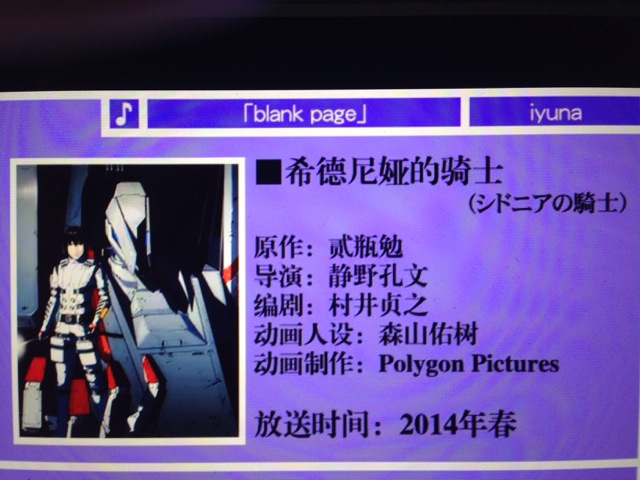 ♪ 「blank page」 iyuna
■希德尼娅的骑士
（シドニアの騎士）
原作：贰瓶勉
导演：静野孔文
编剧：村井贞之
动画人设：森山佑树
动画制作：Polygon Pictures
放送时间：2014年春